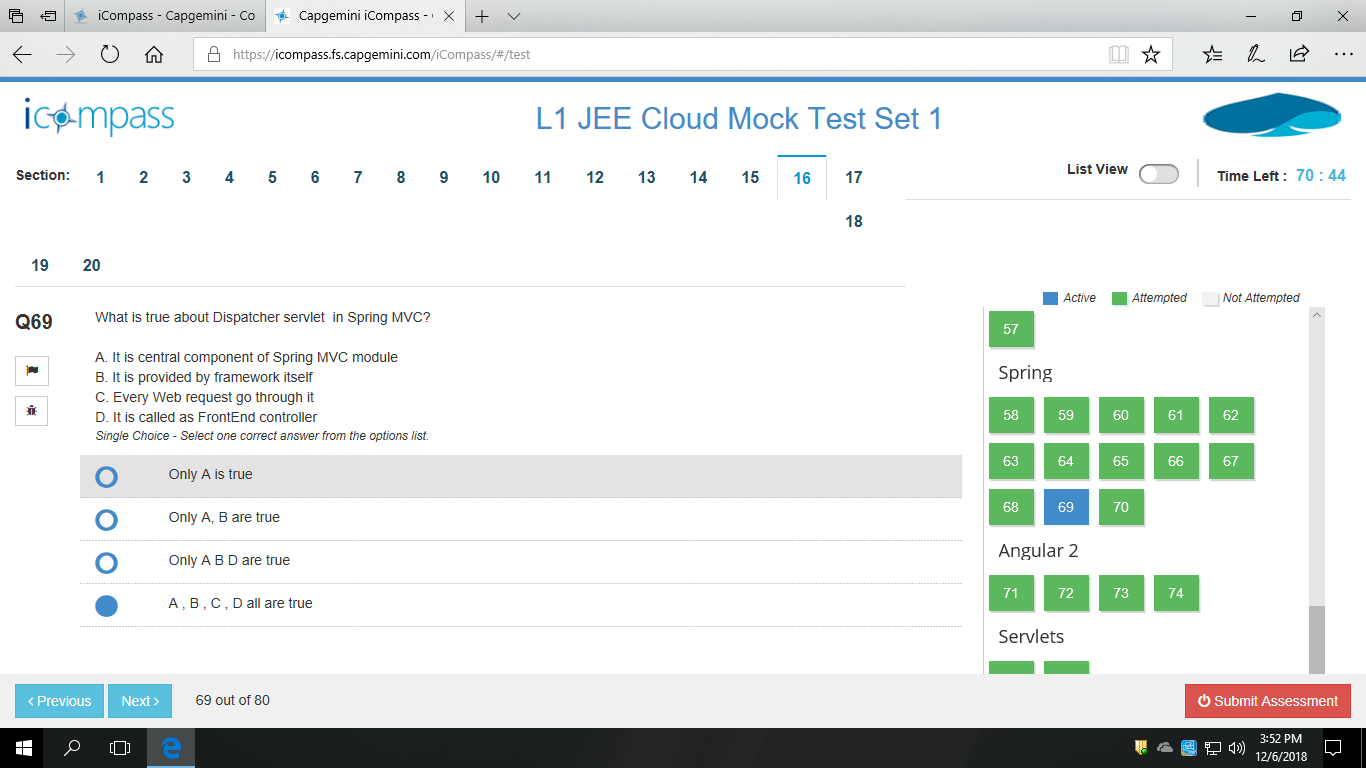 iCompass - Capgemini - Co
Capgemini iCompass -
https://icompass.fs.capgemini.com/iCompass/#/test
icompass
L1 JEE Cloud Mock Test Set 1
Section: 1 2 3 4 5 6 7 8 9 10 11 12 13 14 15 16 17
18
19 20
List View
Time Left : 70 : 44
Active Attempted Not Attempted
Q69
What is true about Dispatcher servlet  in Spring MVC?
A. It is central component of Spring MVC module
B. It is provided by framework itself
C. Every Web request go through it
D. It is called as FrontEnd controller
Single Choice - Select one correct answer from the options list.
Only A is true
Only A, B are true
Only A B D are true
A , B , C , D all are true
57
Spring
58 59 60 61 62
63 64 65 66 67
68 69 70
Angular 2
71 72 73 74
Servlets
Previous
Next
69 out of 80
Submit Assessment
3:52 PM
12/6/2018